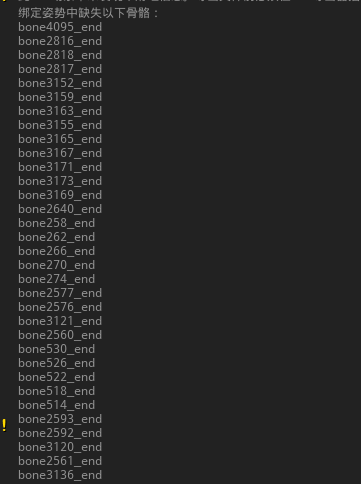 绑定姿势中缺失以下骨骼：
bone4095_end
bone2816_end
bone2818_end
bone2817_end
bone3152_end
bone3159_end
bone3163_end
bone3155_end
bone3165_end
bone3167_end
bone3171_end
bone3173_end
bone3169_end
bone2640_end
bone258_end
bone262_end
bone266_end
bone270_end
bone274_end
bone2577_end
bone2576_end
bone3121_end
bone2560_end
bone530_end
bone526_end
bone522_end
bone518_end
bone514_end
bone2593_end
bone2592_end
bone3120_end
bone2561_end
bone3136_end